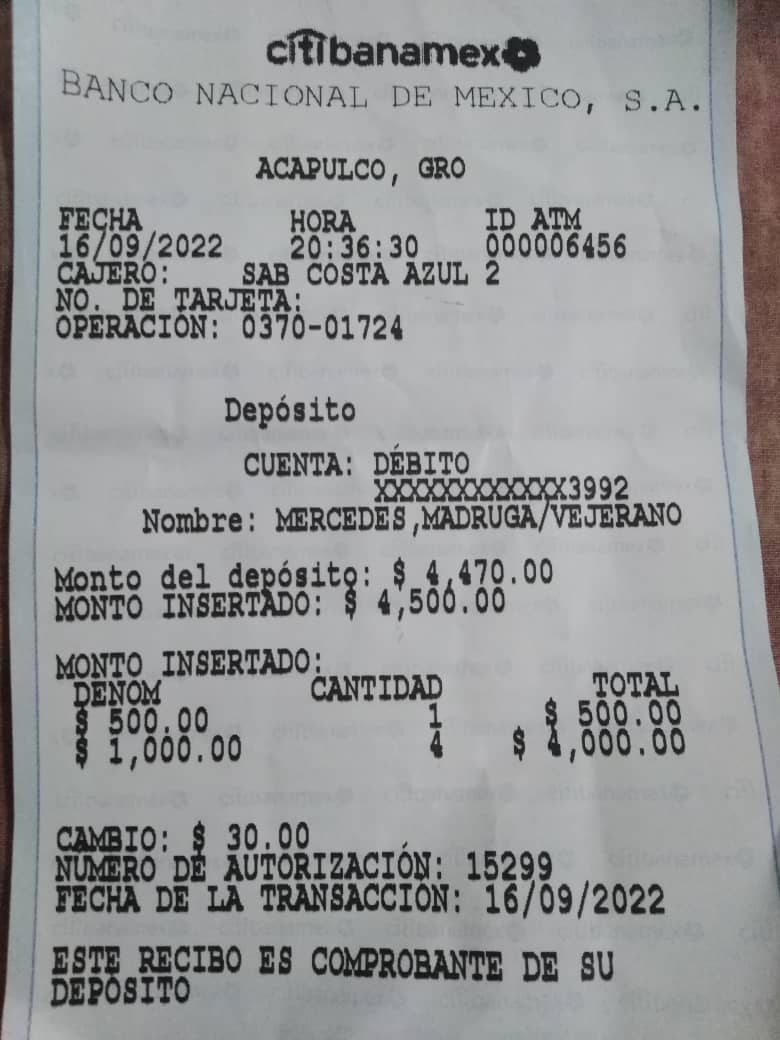 citibanamex
BANCO NACIONAL DE MEXICO, S.A.
ACAPULCO, GRO
FECHA HORA ID ATM
16/09/2022 20:36:30 000006456
CAJERO: SAB COSTA AZUL 2
NO. DE TARJETA:
OPERACIÓN: 0370-01724
Depósito
CUENTA: DÉBITO
XXXXXXXXXXXX3992
Nombre: MERCEDES,MADRUGA/VEJERANO
Monto del depósito: $ 4,470.00
MONTO INSERTADO: $ 4,500.00
MONTO INSERTADO:
DENOM CANTIDAD TOTAL
$ 500.00 1 $ 500.00
$ 1,000.00 4 $ 4,000.00
CAMBIO: $ 30.00
NUMERO DE AUTORIZACIÓN: 15299
FECHA DE LA TRANSACCIÓN: 16/09/2022
ESTE RECIBO ES COMPROBANTE DE SU
DEPÓSITO